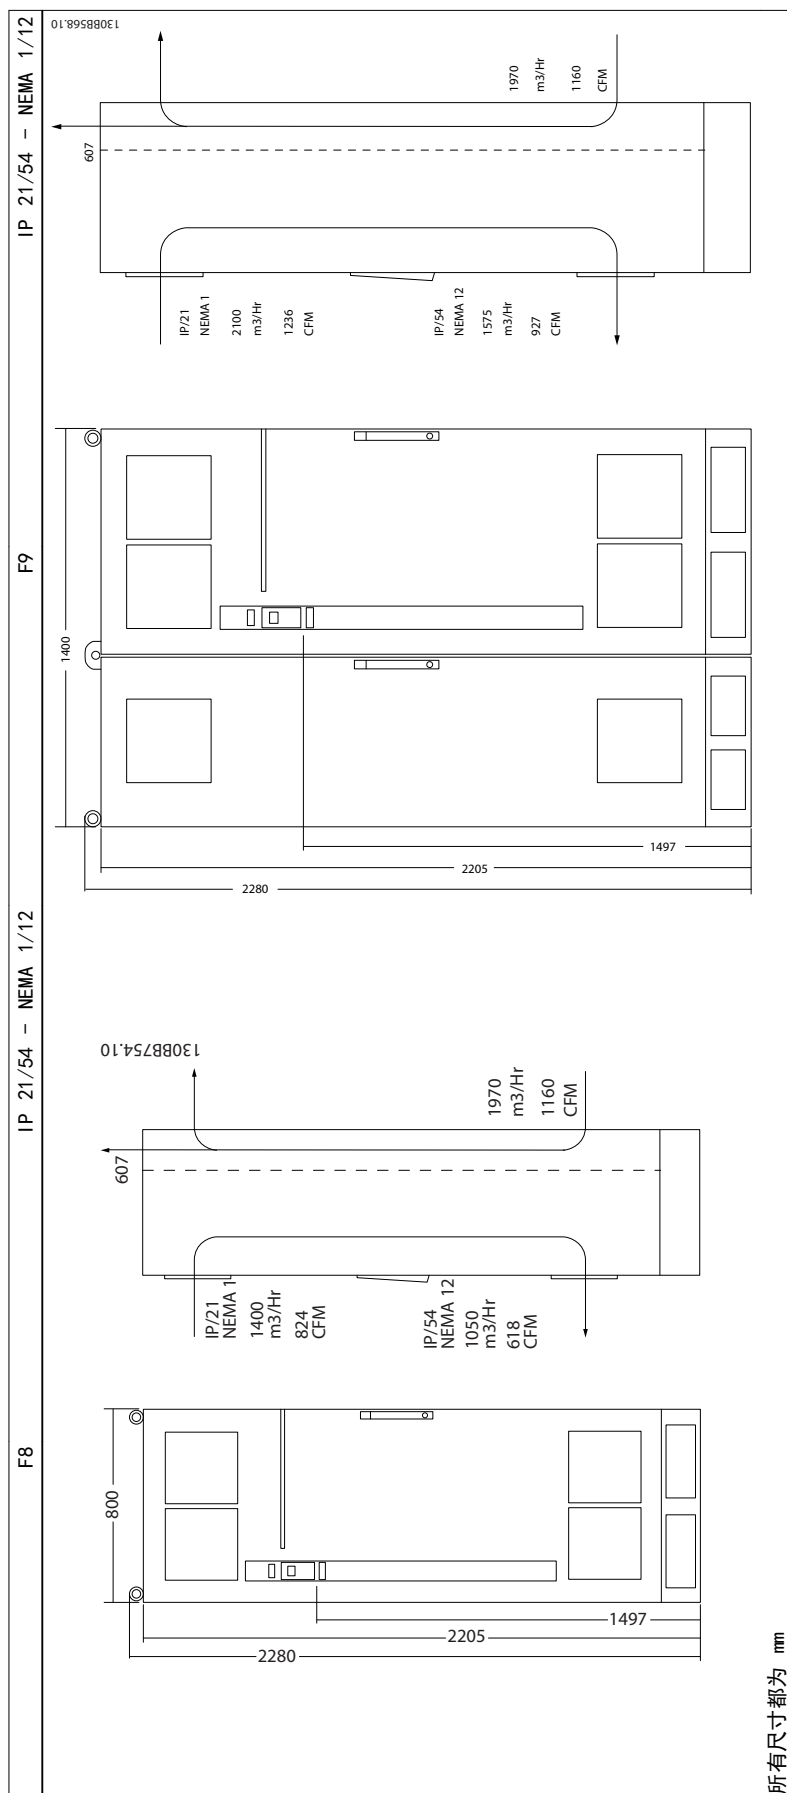 F8
IP 21/54 - NEMA 1/12
F9
IP 21/54 - NEMA 1/12
800
2280
2205
1497
IP/21
NEMA 1
1400
m3/Hr
824
CFM
IP/54
NEMA 12
1050
m3/Hr
618
CFM
607
1970
m3/Hr
1160
CFM
130BB754.10
1400
2280
2205
1497
IP/21
NEMA 1
2100
m3/Hr
1236
CFM
IP/54
NEMA 12
1575
m3/Hr
927
CFM
607
1970
m3/Hr
1160
CFM
130BB568.10
所有尺寸都为 mm